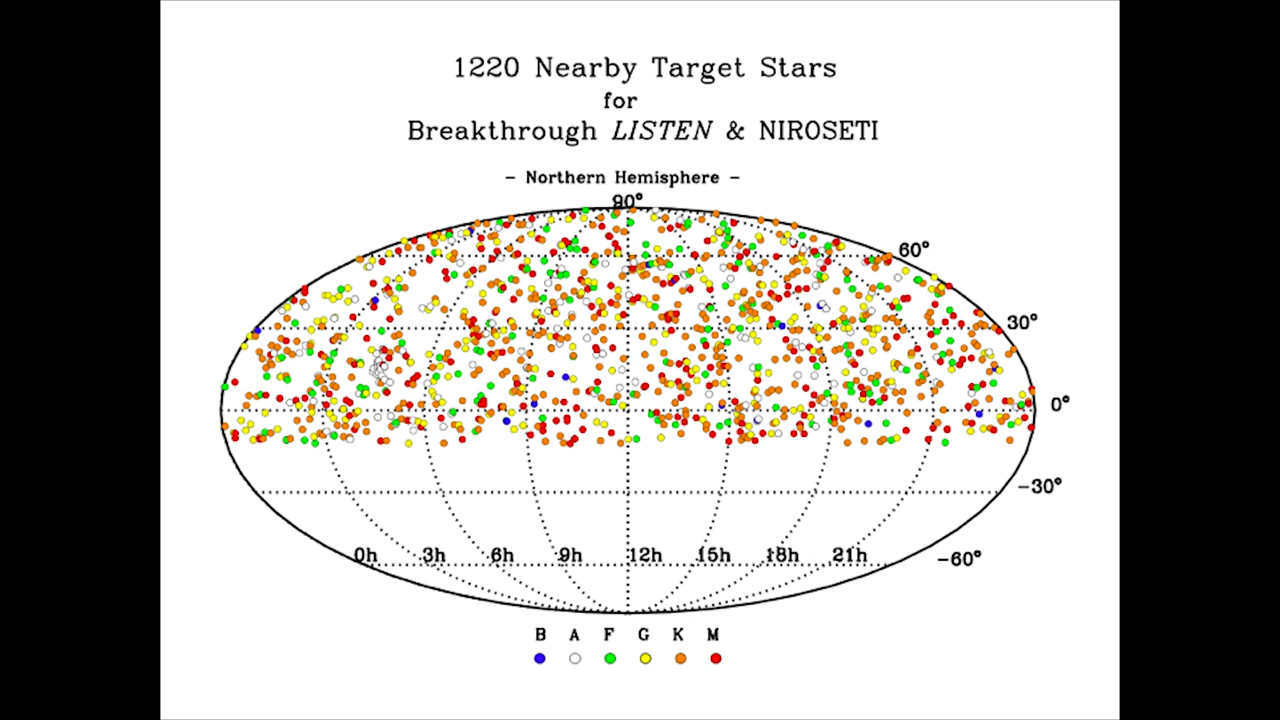 1220 Nearby Target Stars
for
Breakthrough LISTEN & NIROSETI
– Northern Hemisphere –
90°
60°
30°
0°
−30°
−60°
0h 3h 6h 9h 12h 15h 18h 21h
B A F G K M